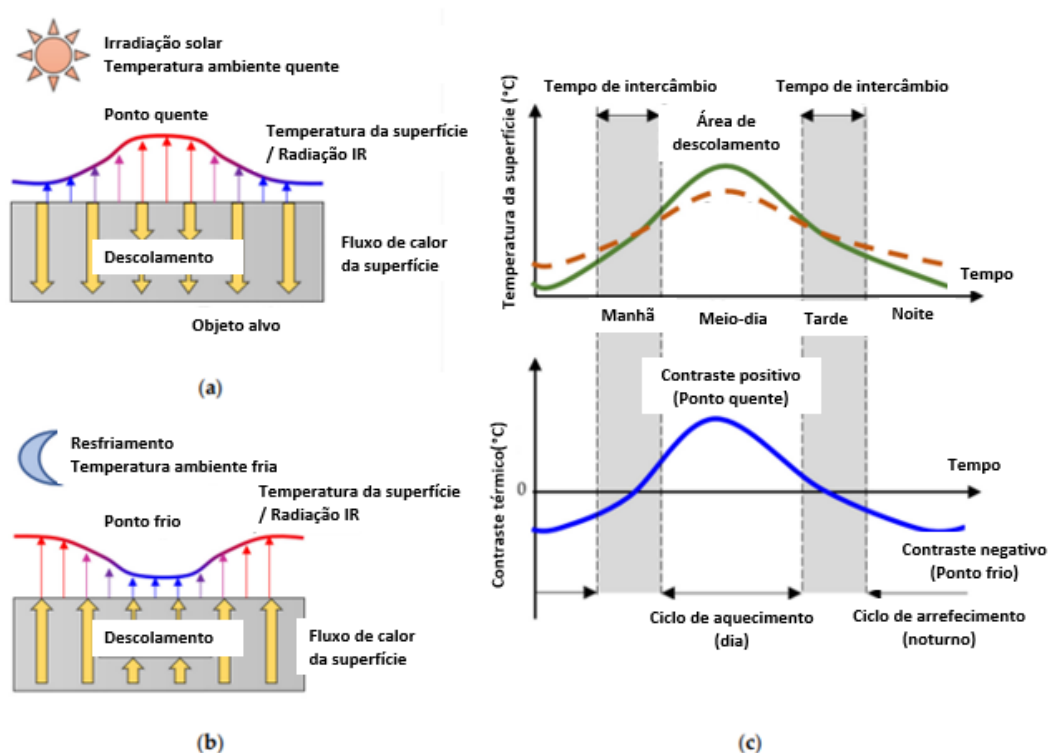 Irradiação solar
Temperatura ambiente quente
Ponto quente
Temperatura da superfície
/ Radiação IR
Descolamento
Fluxo de calor
da superfície
Objeto alvo
(a)
Resfriamento
Temperatura ambiente fria
Temperatura da superfície
/ Radiação IR
Ponto frio
Descolamento
Fluxo de calor
da superfície
(b)
Tempo de intercâmbio
Tempo de intercâmbio
Temperatura da superfície (°C)
Área de
descolamento
Tempo
Manhã
Meio-dia
Tarde
Noite
Contraste positivo
(Ponto quente)
Contraste térmico(°C)
Tempo
0
Contraste negativo
(Ponto frio)
Ciclo de aquecimento
(dia)
Ciclo de arrefecimento
(noturno)
(c)